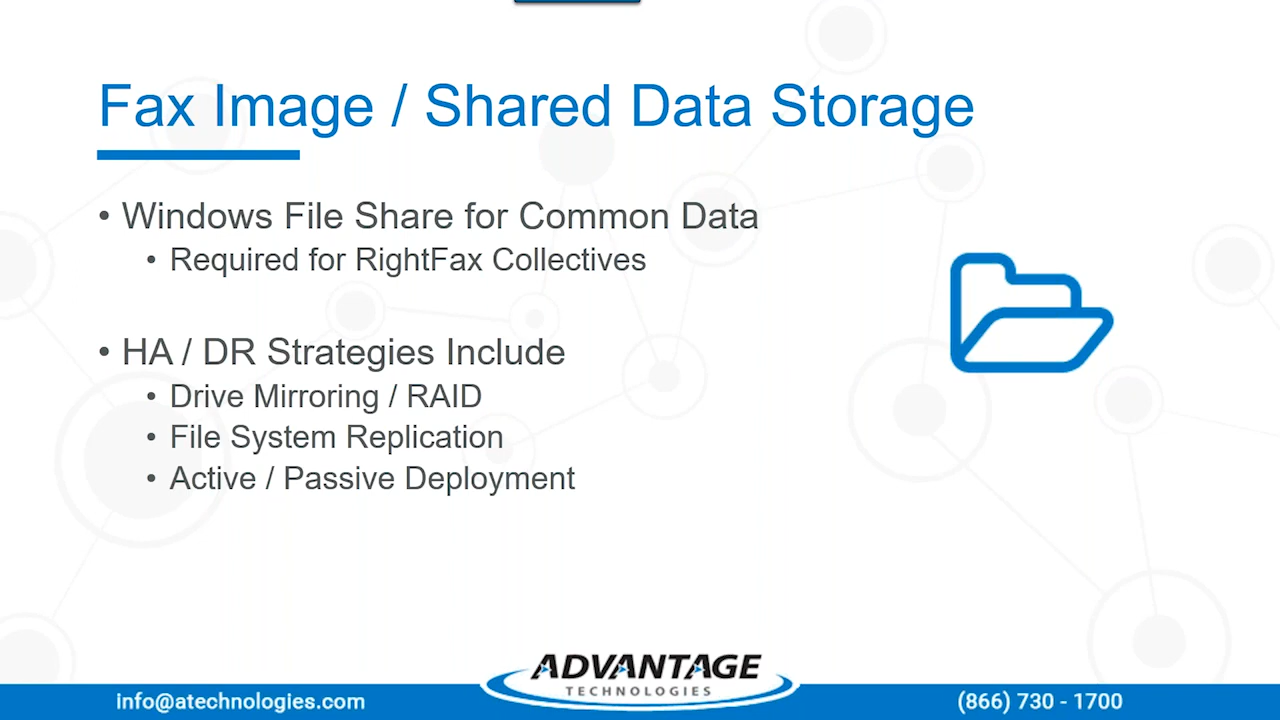 Fax Image / Shared Data Storage
• Windows File Share for Common Data
• Required for RightFax Collectives
• HA / DR Strategies Include
• Drive Mirroring / RAID
• File System Replication
• Active / Passive Deployment
ADVANTAGE
TECHNOLOGIES
info@atechnologies.com
(866) 730 - 1700